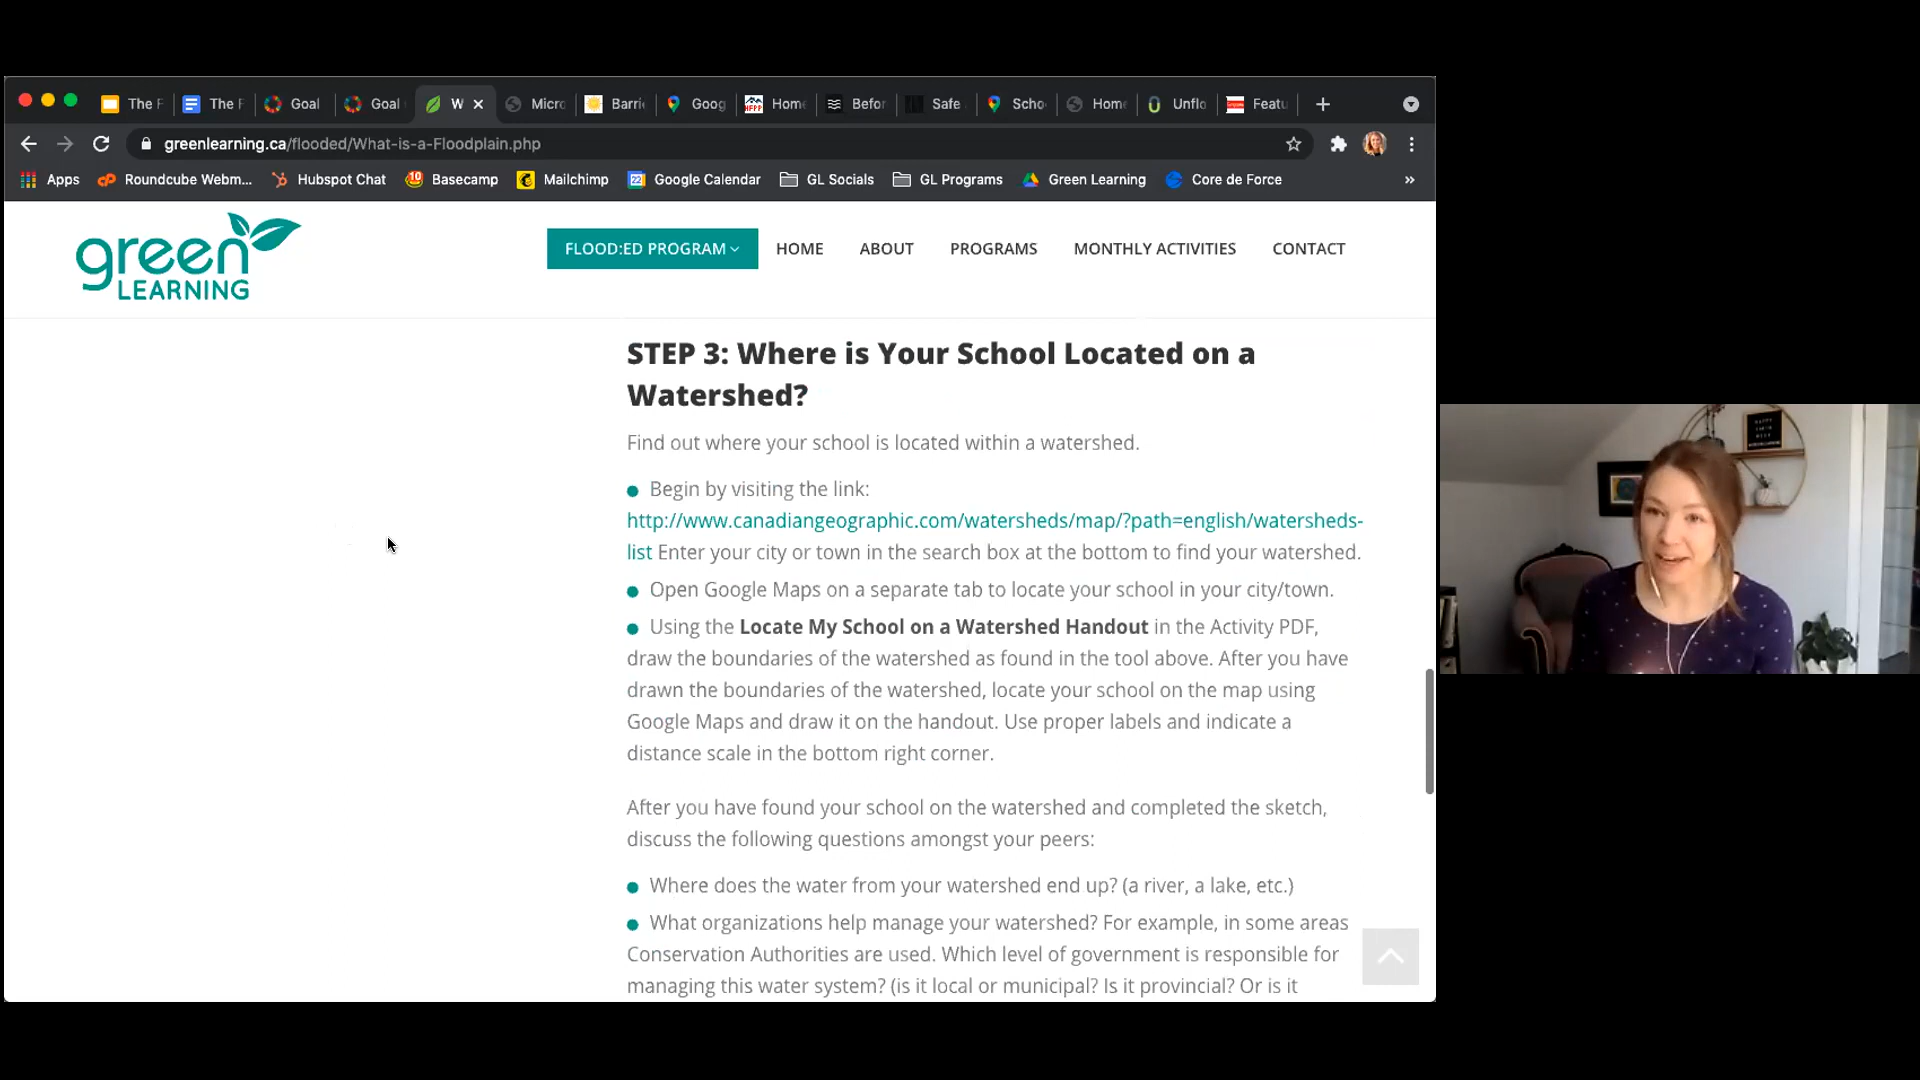 The F
The F
Goal
Goal
W
Micro
Barrie
Goog
HFPP
Home
Befor
Safe
Scho
Home
Unflo
Featu
greenlearning.ca/flooded/What-is-a-Floodplain.php
Apps
Roundcube Webm...
Hubspot Chat
10
Basecamp
Mailchimp
22
Google Calendar
GL Socials
GL Programs
Green Learning
Core de Force
»
green
LEARNING
FLOOD:ED PROGRAM
HOME
ABOUT
PROGRAMS
MONTHLY ACTIVITIES
CONTACT
STEP 3: Where is Your School Located on a
Watershed?
Find out where your school is located within a watershed.
Begin by visiting the link:
http://www.canadiangeographic.com/watersheds/map/?path=english/watersheds-
list Enter your city or town in the search box at the bottom to find your watershed.
Open Google Maps on a separate tab to locate your school in your city/town.
Using the Locate My School on a Watershed Handout in the Activity PDF,
draw the boundaries of the watershed as found in the tool above. After you have
drawn the boundaries of the watershed, locate your school on the map using
Google Maps and draw it on the handout. Use proper labels and indicate a
distance scale in the bottom right corner.
After you have found your school on the watershed and completed the sketch,
discuss the following questions amongst your peers:
Where does the water from your watershed end up? (a river, a lake, etc.)
What organizations help manage your watershed? For example, in some areas
Conservation Authorities are used. Which level of government is responsible for
managing this water system? (is it local or municipal? Is it provincial? Or is it